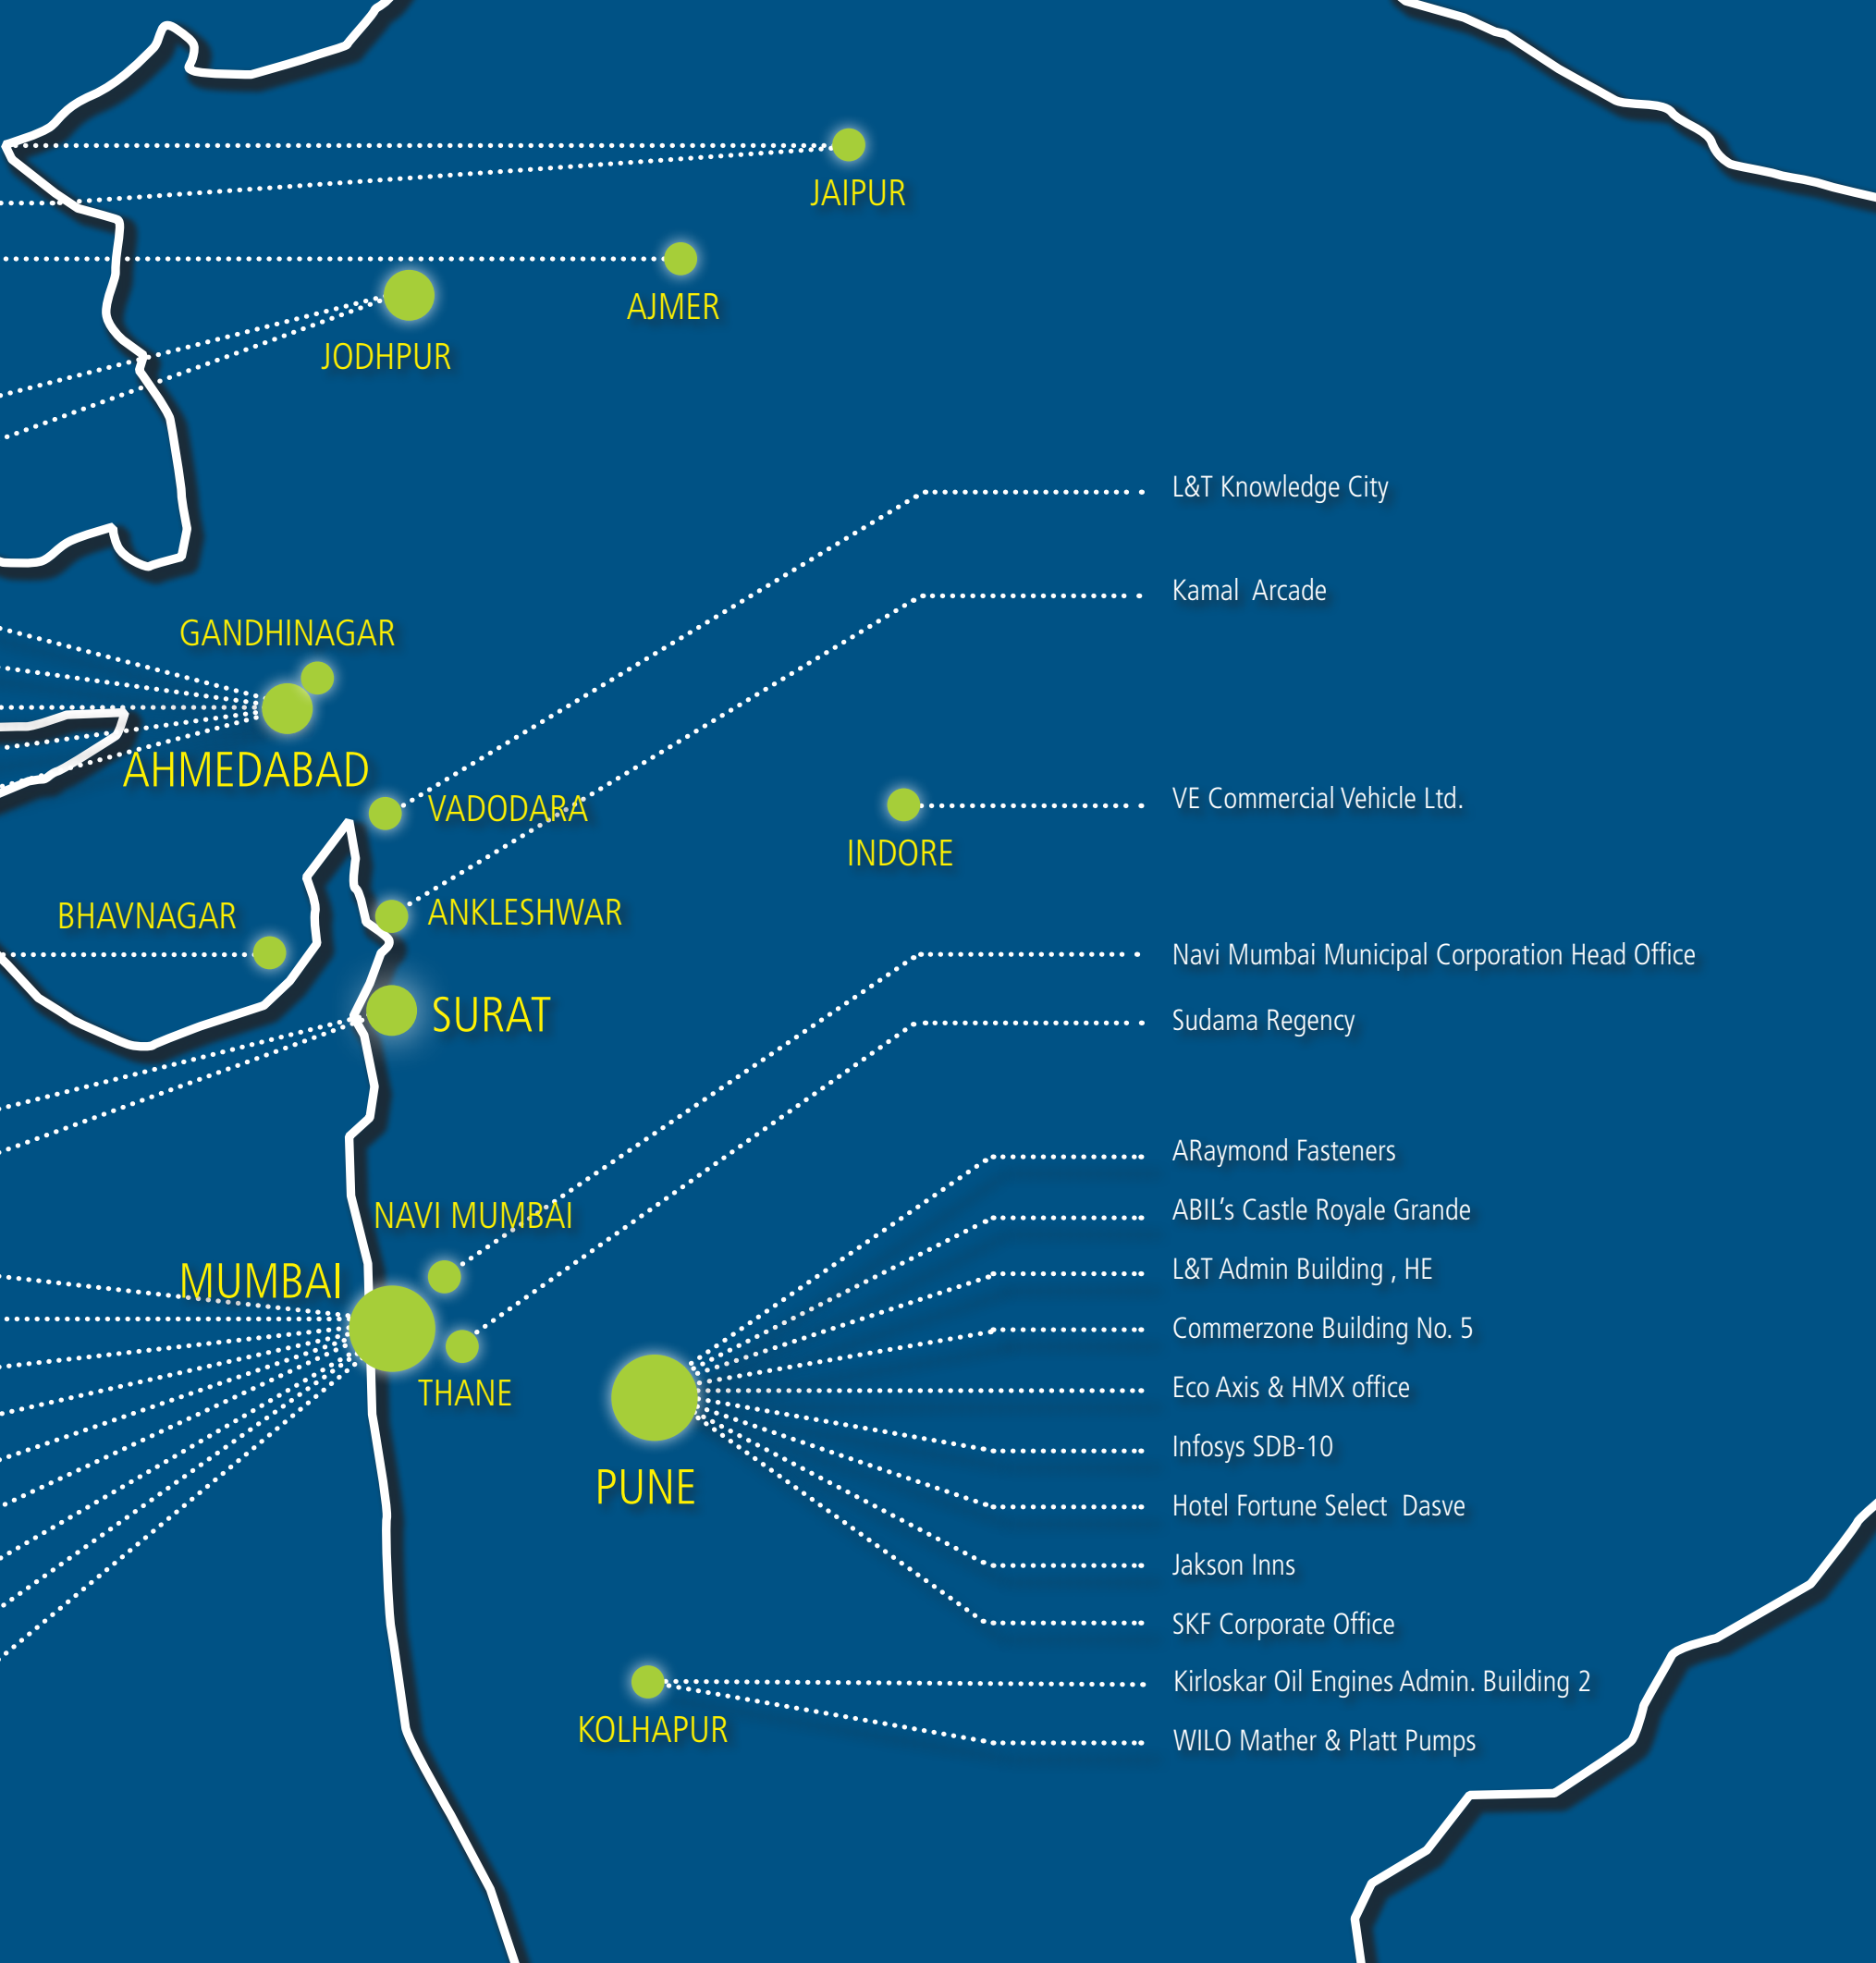 JAIPUR
AJMER
JODHPUR
L&T Knowledge City
Kamal Arcade
GANDHINAGAR
AHMEDABAD
VADODARA
VE Commercial Vehicle Ltd.
INDORE
BHAVNAGAR
ANKLESHWAR
Navi Mumbai Municipal Corporation Head Office
SURAT
Sudama Regency
ARaymond Fasteners
NAVI MUMBAI
ABIL’s Castle Royale Grande
MUMBAI
L&T Admin Building , HE
Commerzone Building No. 5
THANE
Eco Axis & HMX office
Infosys SDB-10
PUNE
Hotel Fortune Select Dasve
Jakson Inns
SKF Corporate Office
Kirloskar Oil Engines Admin. Building 2
KOLHAPUR
WILO Mather & Platt Pumps